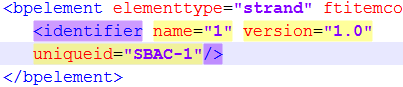 <bpelement elementtype="strand" ftitemco
<identifier name="1" version="1.0"
uniqueid="SBAC-1"/>
</bpelement>